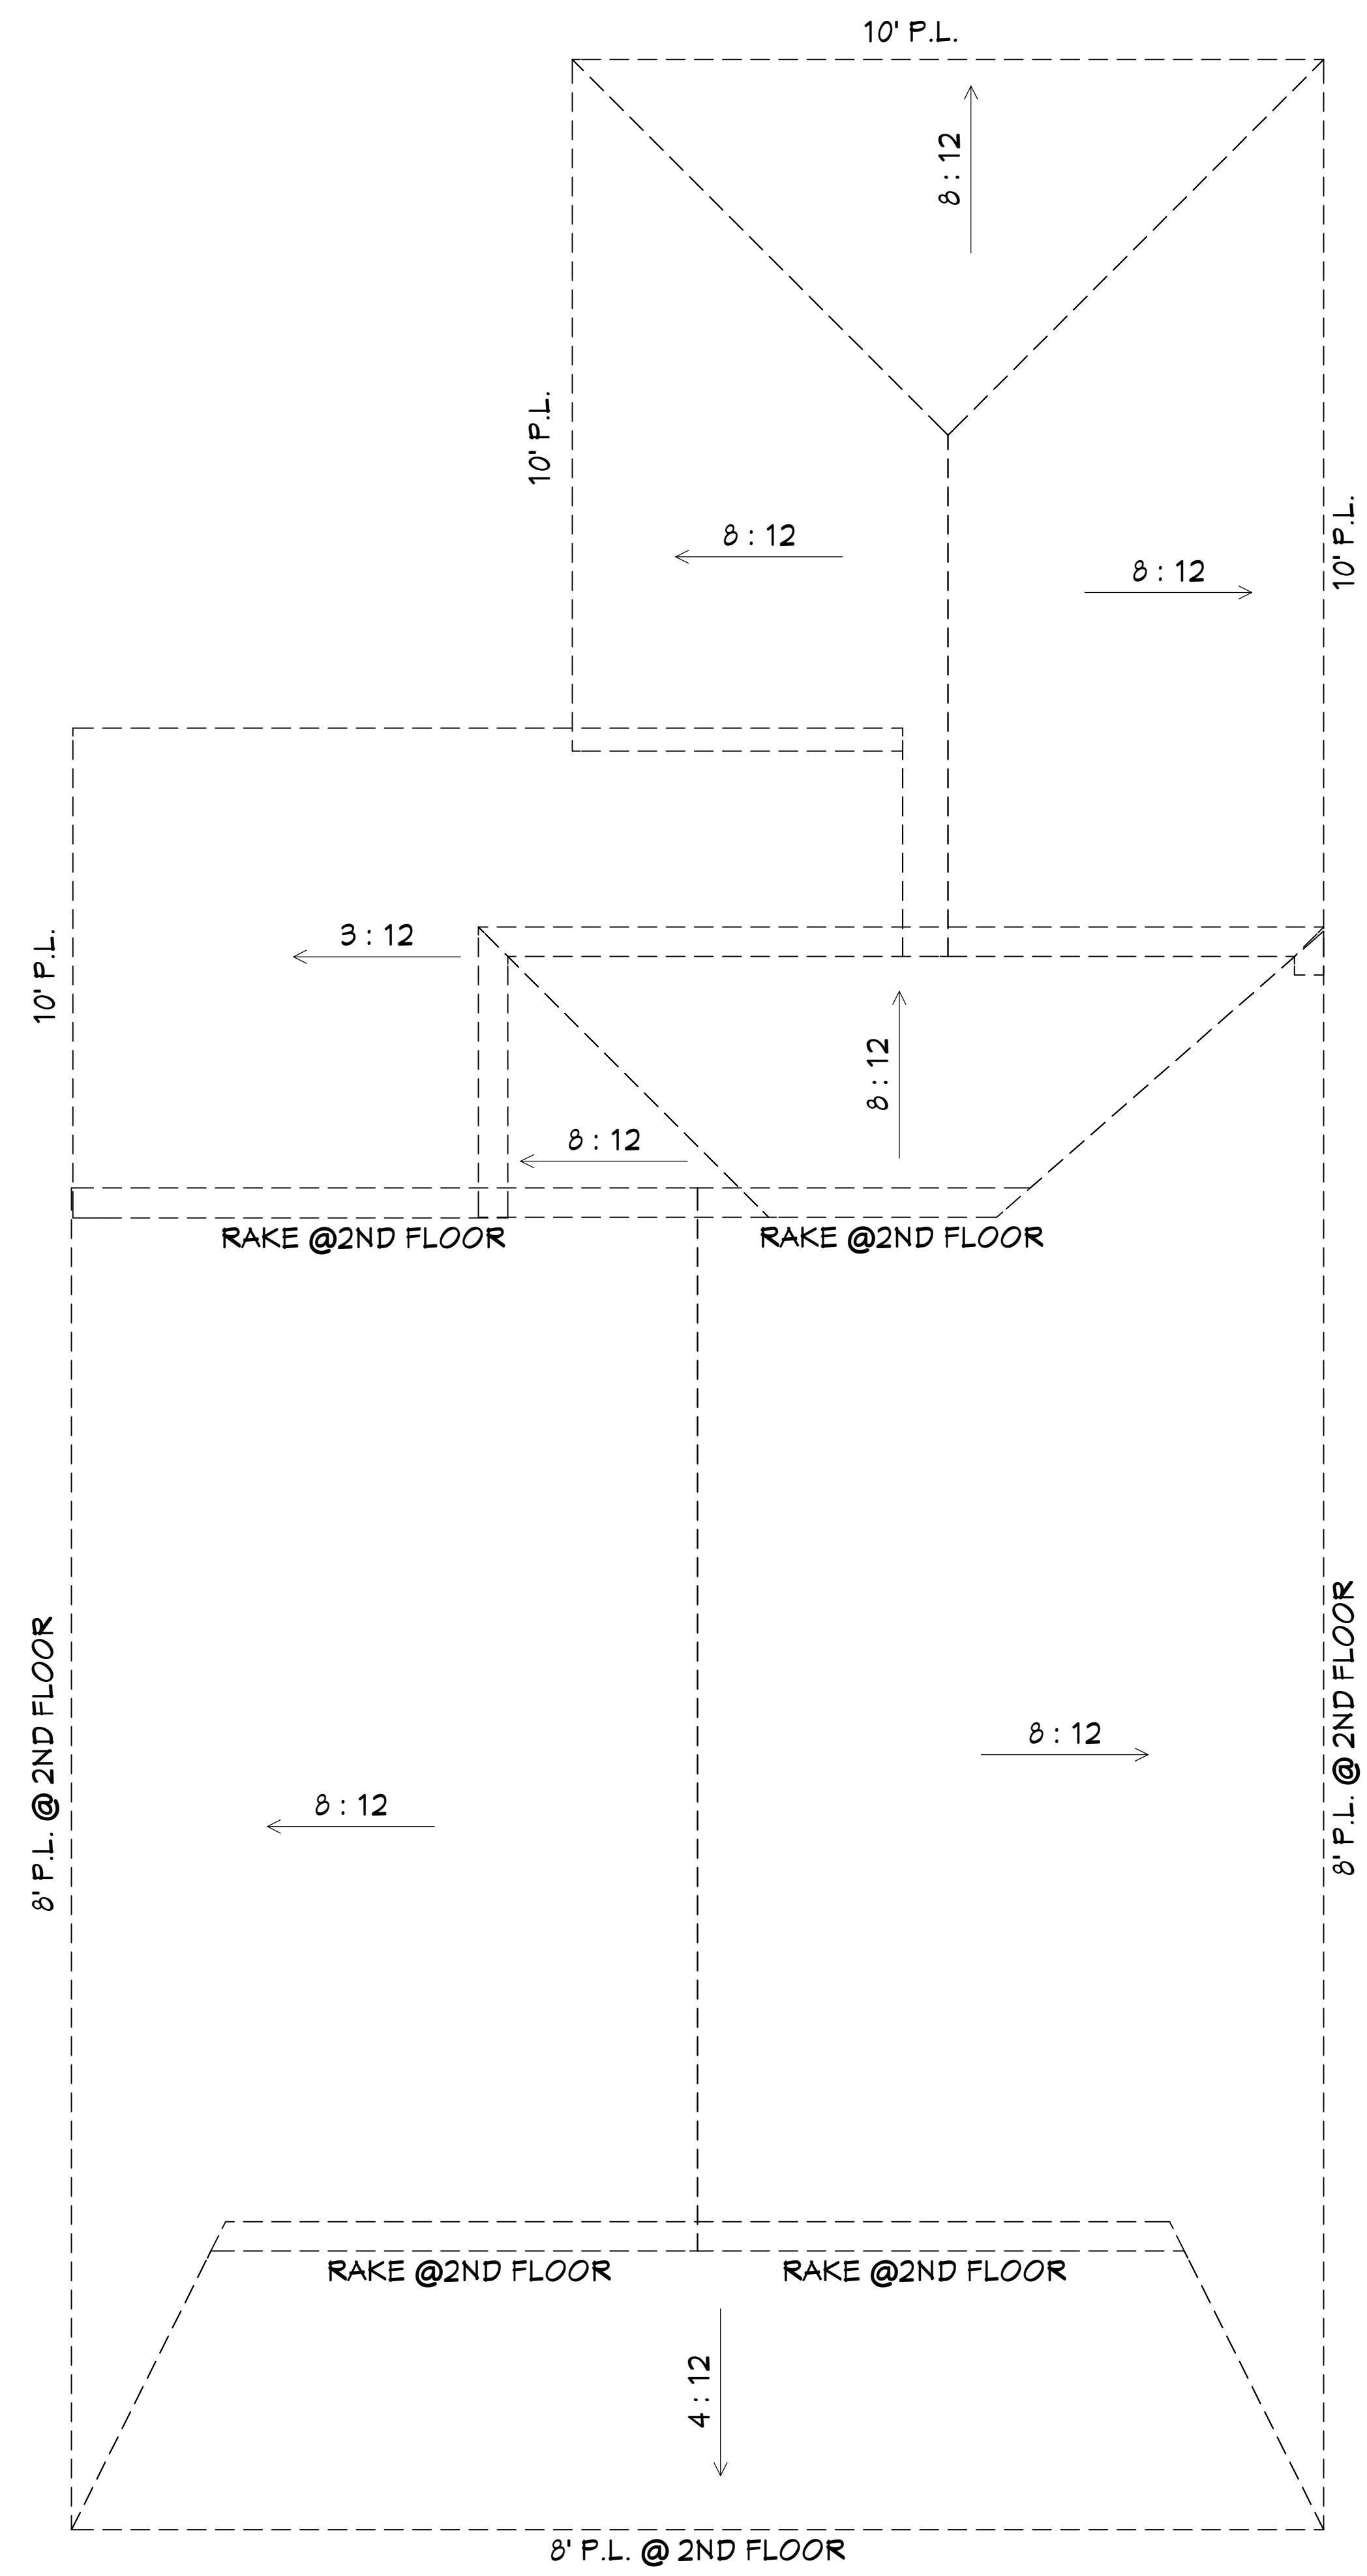 10' P.L.
8 : 12
10' P.L.
8 : 12
8 : 12
10' P.L.
3 : 12
10' P.L.
8 : 12
8 : 12
RAKE @2ND FLOOR
RAKE @2ND FLOOR
8' P.L. @ 2ND FLOOR
8' P.L. @ 2ND FLOOR
8 : 12
8 : 12
RAKE @2ND FLOOR
RAKE @2ND FLOOR
4 : 12
8' P.L. @ 2ND FLOOR